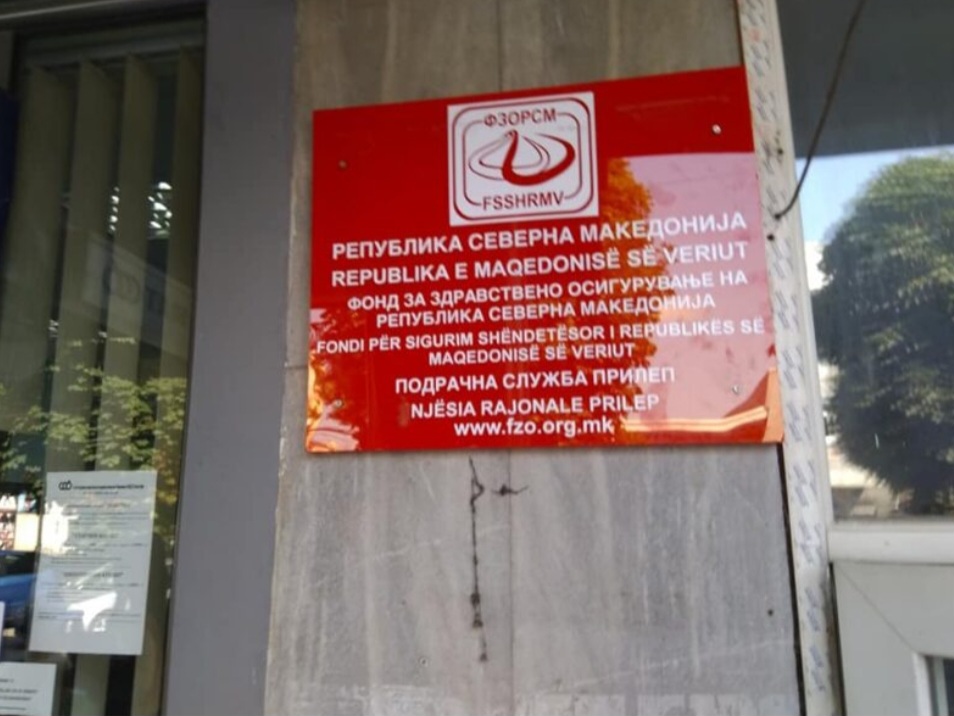 ФЗОРСМ
FSSHRMV
РЕПУБЛИКА СЕВЕРНА МАКЕДОНИЈА
REPUBLIKA E MAQEDONISË SË VERIUT
ФОНД ЗА ЗДРАВСТВЕНО ОСИГУРУВАЊЕ НА
РЕПУБЛИКА СЕВЕРНА МАКЕДОНИЈА
FONDI PËR SIGURIM SHËNDETËSOR I REPUBLIKËS SË
MAQEDONISË SË VERIUT
ПОДРАЧНА СЛУЖБА ПРИЛЕП
NJËSIA RAJONALE PRILEP
www.fzo.org.mk